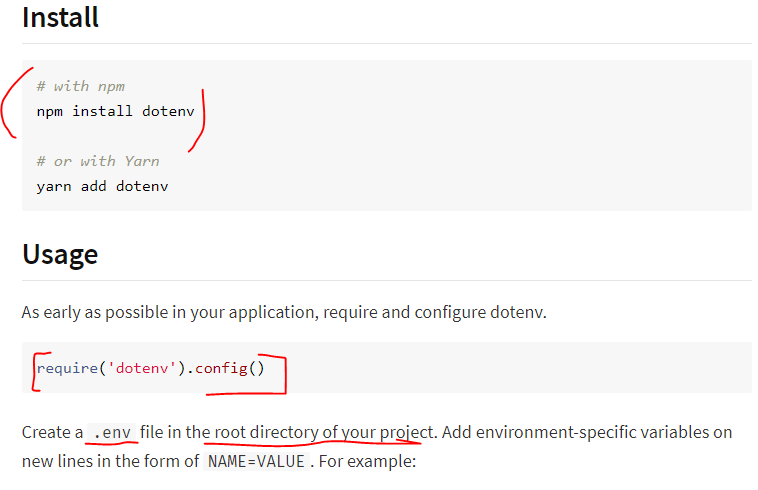 Install
# with npm
npm install dotenv
# or with Yarn
yarn add dotenv
Usage
As early as possible in your application, require and configure dotenv.
require('dotenv').config()
Create a .env file in the root directory of your project. Add environment-specific variables on
new lines in the form of NAME=VALUE. For example: